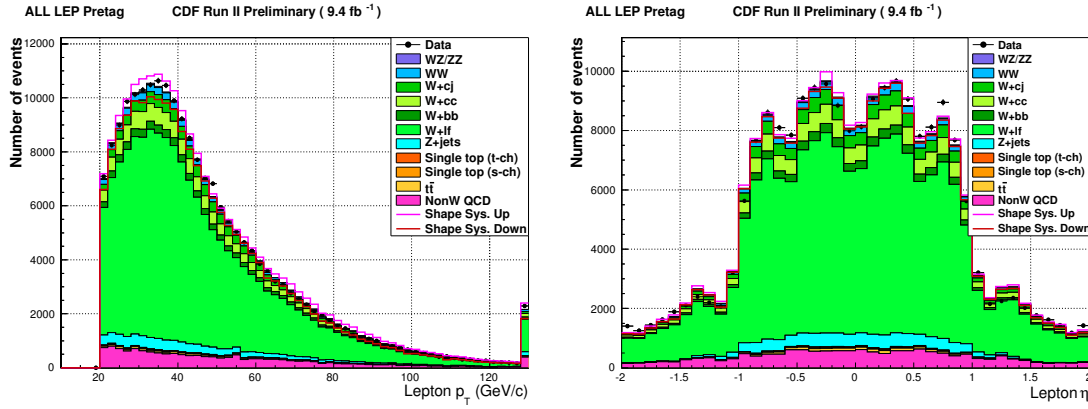 ALL LEP Pretag CDF Run II Preliminary ( 9.4 fb -1 )
Number of events
12000
10000
8000
6000
4000
2000
0
Data
WZ/ZZ
WW
W+cj
W+cc
W+bb
W+lf
Z+jets
Single top (t-ch)
Single top (s-ch)
tt̄
NonW QCD
Shape Sys. Up
Shape Sys. Down
20 40 60 80 100 120
Lepton pT (GeV/c)
ALL LEP Pretag CDF Run II Preliminary ( 9.4 fb -1 )
Number of events
10000
8000
6000
4000
2000
0
Data
WZ/ZZ
WW
W+cj
W+cc
W+bb
W+lf
Z+jets
Single top (t-ch)
Single top (s-ch)
tt̄
NonW QCD
Shape Sys. Up
Shape Sys. Down
-2 -1.5 -1 -0.5 0 0.5 1 1.5 2
Lepton η